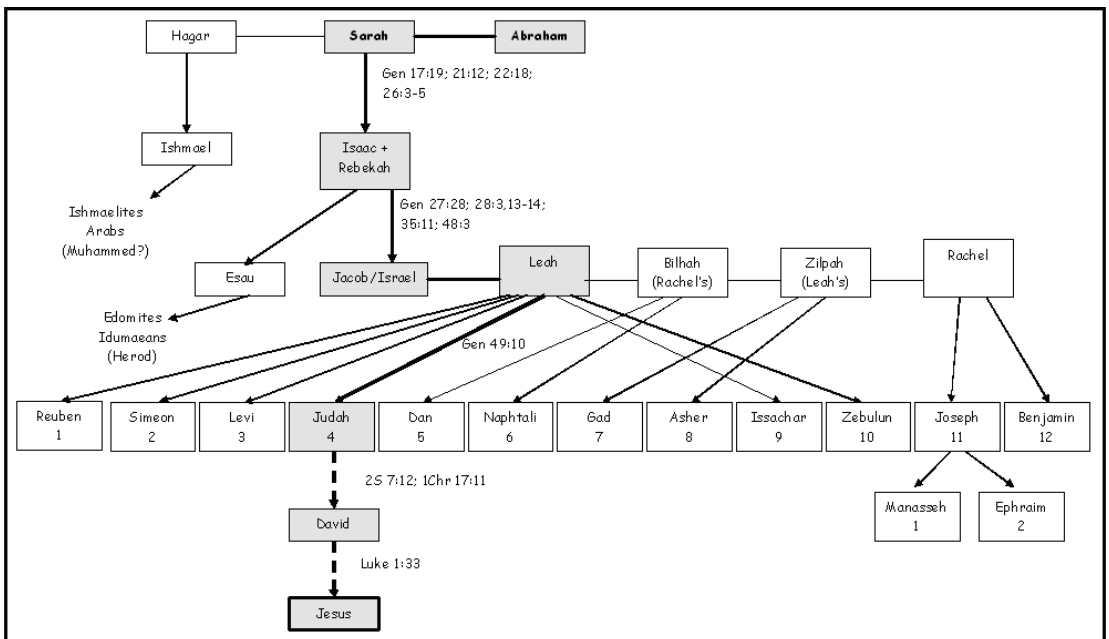 Hagar
Sarah
Abraham
Gen 17:19; 21:12; 22:18;
26:3-5
Ishmael
Isaac +
Rebekah
Ishmaelites
Arabs
(Muhammed?)
Gen 27:28; 28:3,13-14;
35:11; 48:3
Esau
Jacob/Israel
Leah
Bilhah
(Rachel's)
Zilpah
(Leah's)
Rachel
Edomites
Idumaeans
(Herod)
Gen 49:10
Reuben
1
Simeon
2
Levi
3
Judah
4
Dan
5
Naphtali
6
Gad
7
Asher
8
Issachar
9
Zebulun
10
Joseph
11
Benjamin
12
2S 7:12; 1Chr 17:11
Manasseh
1
Ephraim
2
David
Luke 1:33
Jesus